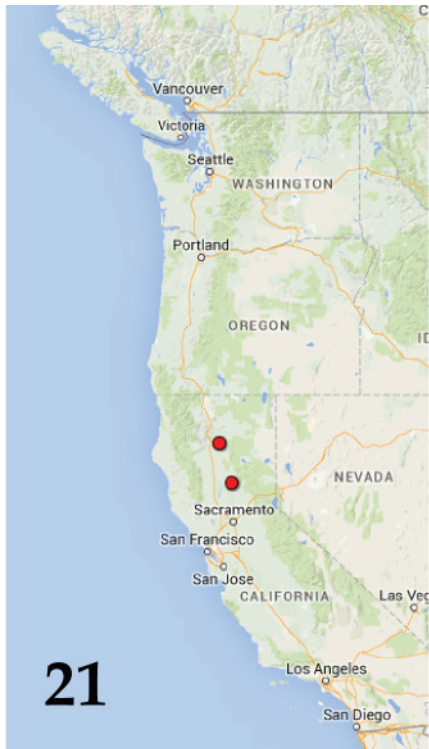 C
Vancouver
Victoria
Seattle
WASHINGTON
Portland
OREGON
ID
NEVADA
Sacramento
San Francisco
San Jose
CALIFORNIA
Las Veg
Los Angeles
21
San Diego